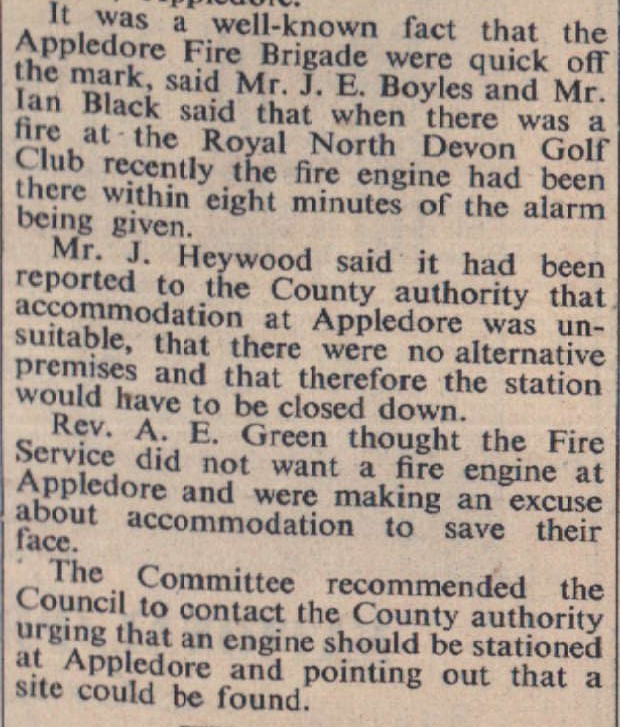 It was a well-known fact that the
Appledore Fire Brigade were quick off
the mark, said Mr. J. E. Boyles and Mr.
Ian Black said that when there was a
fire at the Royal North Devon Golf
Club recently the fire engine had been
there within eight minutes of the alarm
being given.
Mr. J. Heywood said it had been
reported to the County authority that
accommodation at Appledore was un-
suitable, that there were no alternative
premises and that therefore the station
would have to be closed down.
Rev. A. E. Green thought the Fire
Service did not want a fire engine at
Appledore and were making an excuse
about accommodation to save their
face.
The Committee recommended the
Council to contact the County authority
urging that an engine should be stationed
at Appledore and pointing out that a
site could be found.